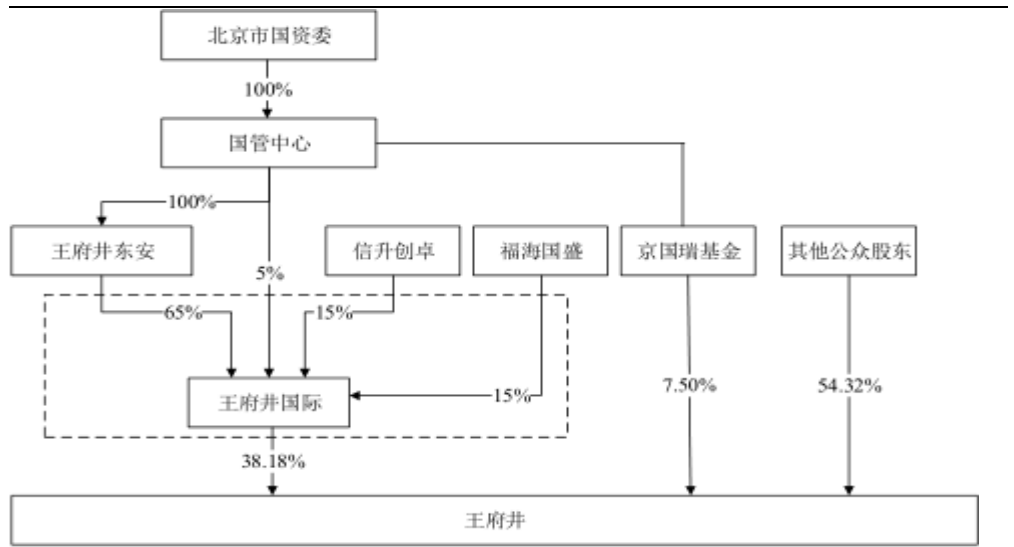 北京市国资委
100%
国管中心
100%
王府井东安
5%
信升创卓
福海国盛
京国瑞基金
其他公众股东
65%
15%
王府井国际
15%
7.50%
54.32%
38.18%
王府井